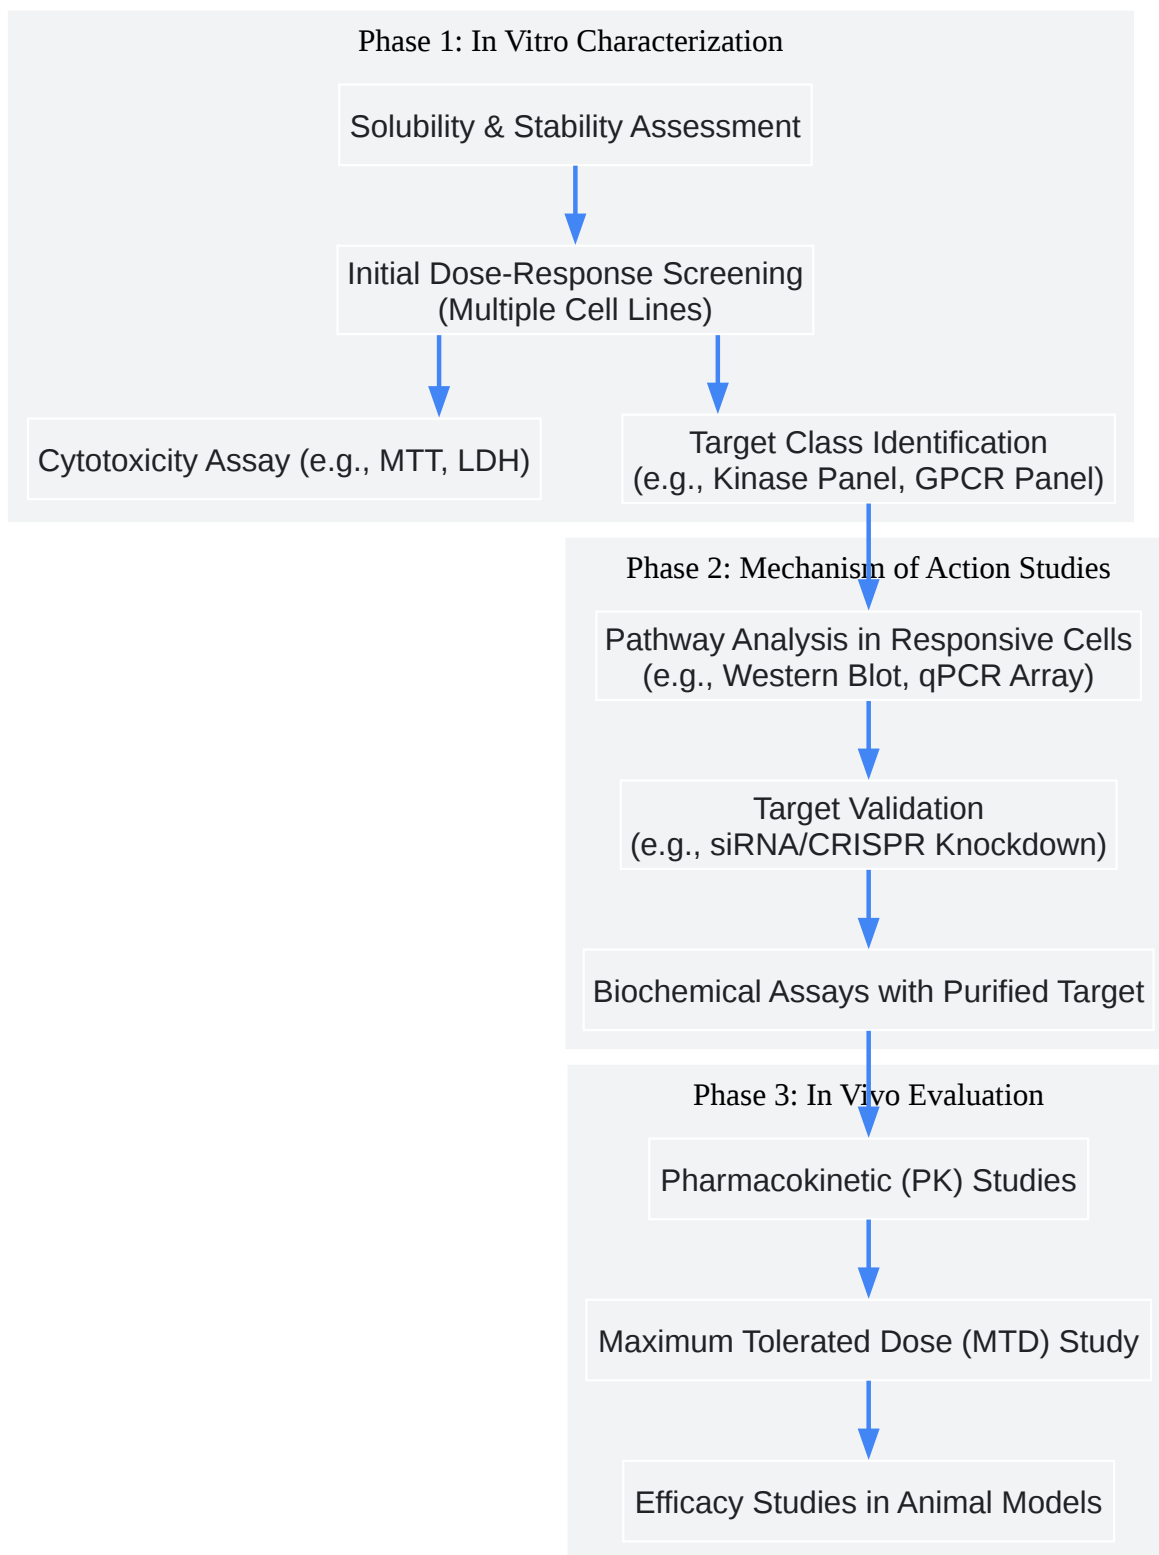 Phase 1: In Vitro Characterization
Solubility & Stability Assessment
Initial Dose-Response Screening
(Multiple Cell Lines)
Cytotoxicity Assay (e.g., MTT, LDH)
Target Class Identification
(e.g., Kinase Panel, GPCR Panel)
Phase 2: Mechanism of Action Studies
Pathway Analysis in Responsive Cells
(e.g., Western Blot, qPCR Array)
Target Validation
(e.g., siRNA/CRISPR Knockdown)
Biochemical Assays with Purified Target
Phase 3: In Vivo Evaluation
Pharmacokinetic (PK) Studies
Maximum Tolerated Dose (MTD) Study
Efficacy Studies in Animal Models